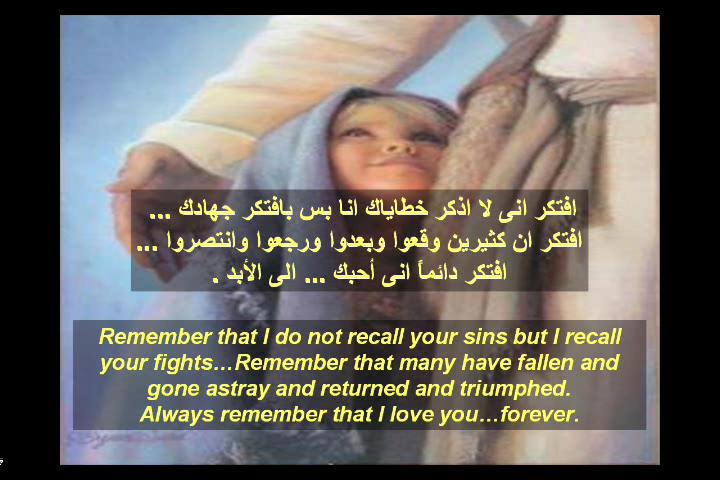 افتكر انى لا اذكر خطاياك انا بس بافتكر جهادك ...
افتكر ان كثيرين وقعوا وبعدوا ورجعوا وانتصروا ...
افتكر دائماً انى أحبك ... الى الأبد .
Remember that I do not recall your sins but I recall
your fights…Remember that many have fallen and
gone astray and returned and triumphed.
Always remember that I love you…forever.